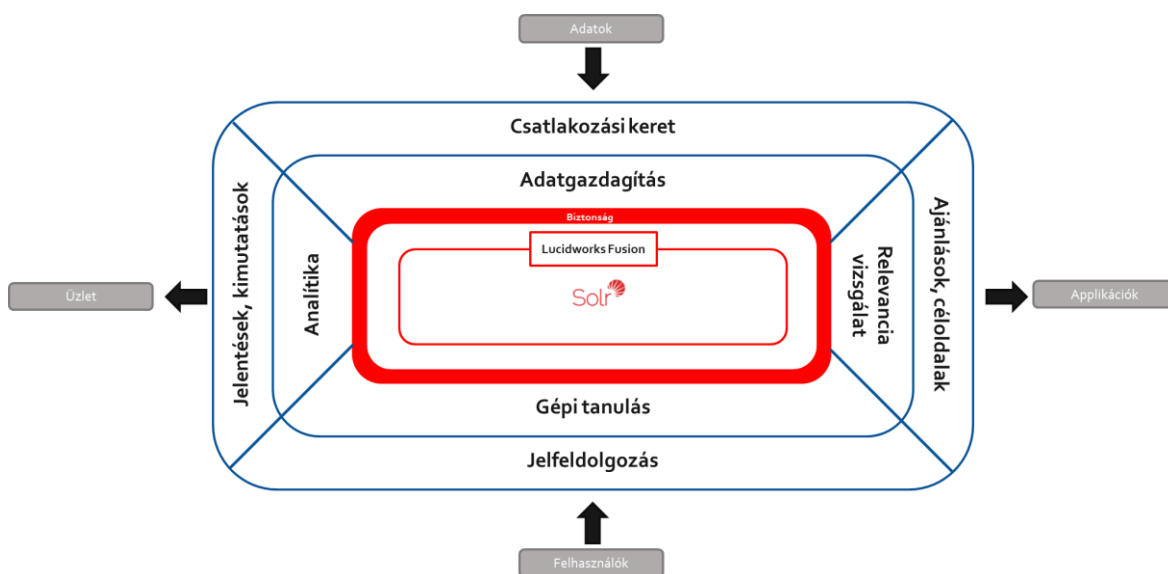 Adatok
Csatlakozási keret
Adatgazdagítás
Biztonság
Lucidworks Fusion
Solr
Üzlet
Jelentések, kimutatások
Analítika
Relevancia
vizsgálat
Ajánlások, céloldalak
Applikációk
Gépi tanulás
Jelfeldolgozás
Felhasználók